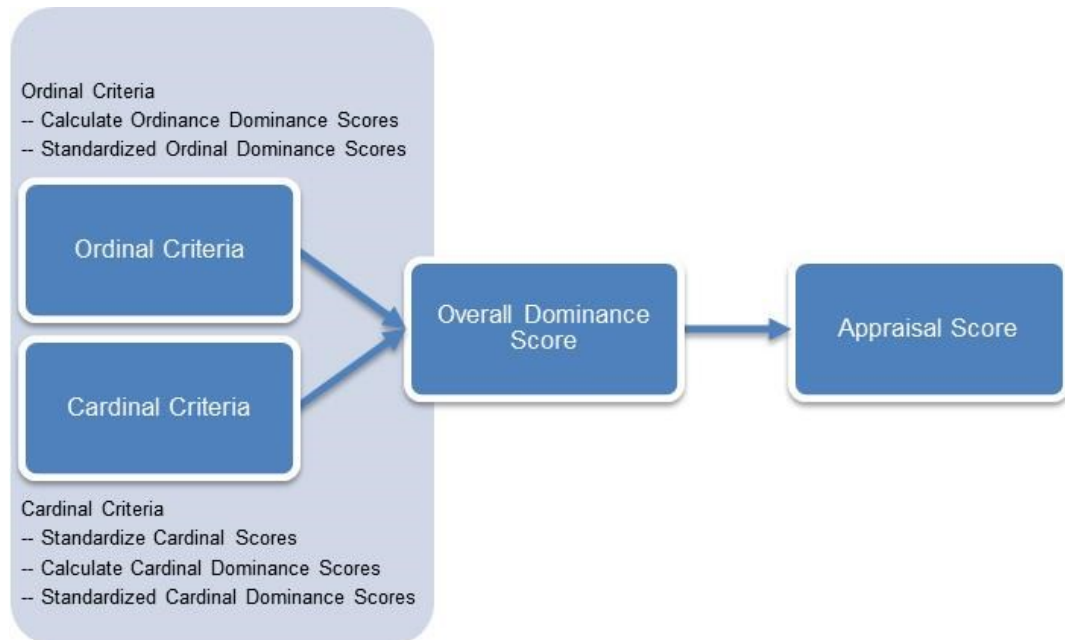 Ordinal Criteria
-- Calculate Ordinance Dominance Scores
-- Standardized Ordinal Dominance Scores
Ordinal Criteria
Cardinal Criteria
Overall Dominance
Score
Appraisal Score
Cardinal Criteria
-- Standardize Cardinal Scores
-- Calculate Cardinal Dominance Scores
-- Standardized Cardinal Dominance Scores